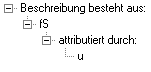 Beschreibung besteht aus:
fS
attributiert durch:
u